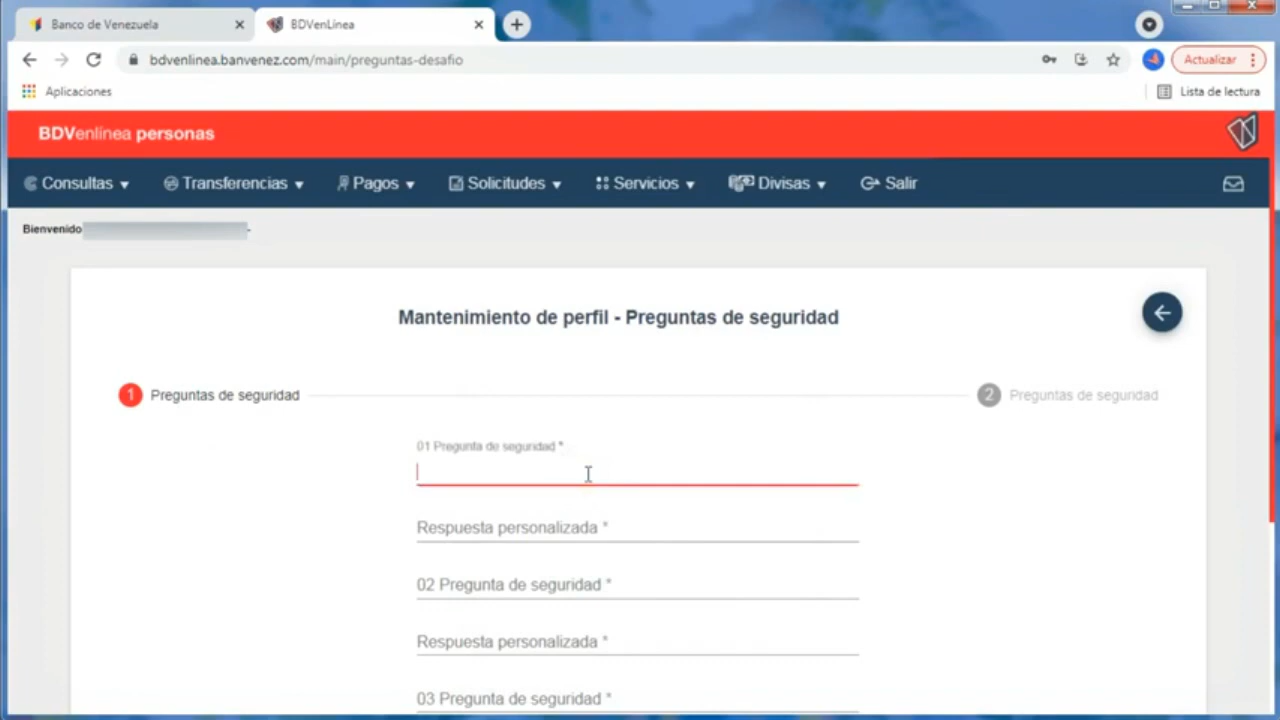 Banco de Venezuela
BDVenLinea
bdvenlinea.banvenez.com/main/preguntas-desafio
Actualizar
Aplicaciones
Lista de lectura
BDVenlínea personas
Consultas
Transferencias
Pagos
Solicitudes
Servicios
Divisas
Salir
Bienvenido
Mantenimiento de perfil - Preguntas de seguridad
1 Preguntas de seguridad
2 Preguntas de seguridad
01 Pregunta de seguridad *
Respuesta personalizada *
02 Pregunta de seguridad *
Respuesta personalizada *
03 Pregunta de seguridad *